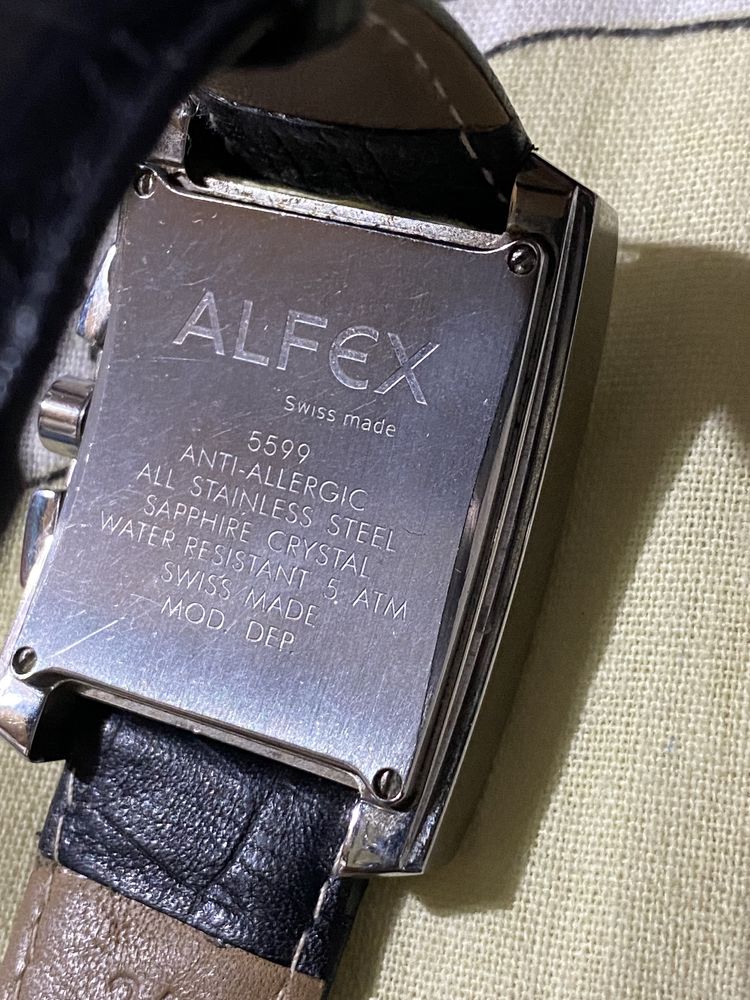 ALFEX
Swiss made
5599
ANTI-ALLERGIC
ALL STAINLESS STEEL
SAPPHIRE CRYSTAL
WATER RESISTANT 5 ATM
SWISS MADE
MOD. DEP.